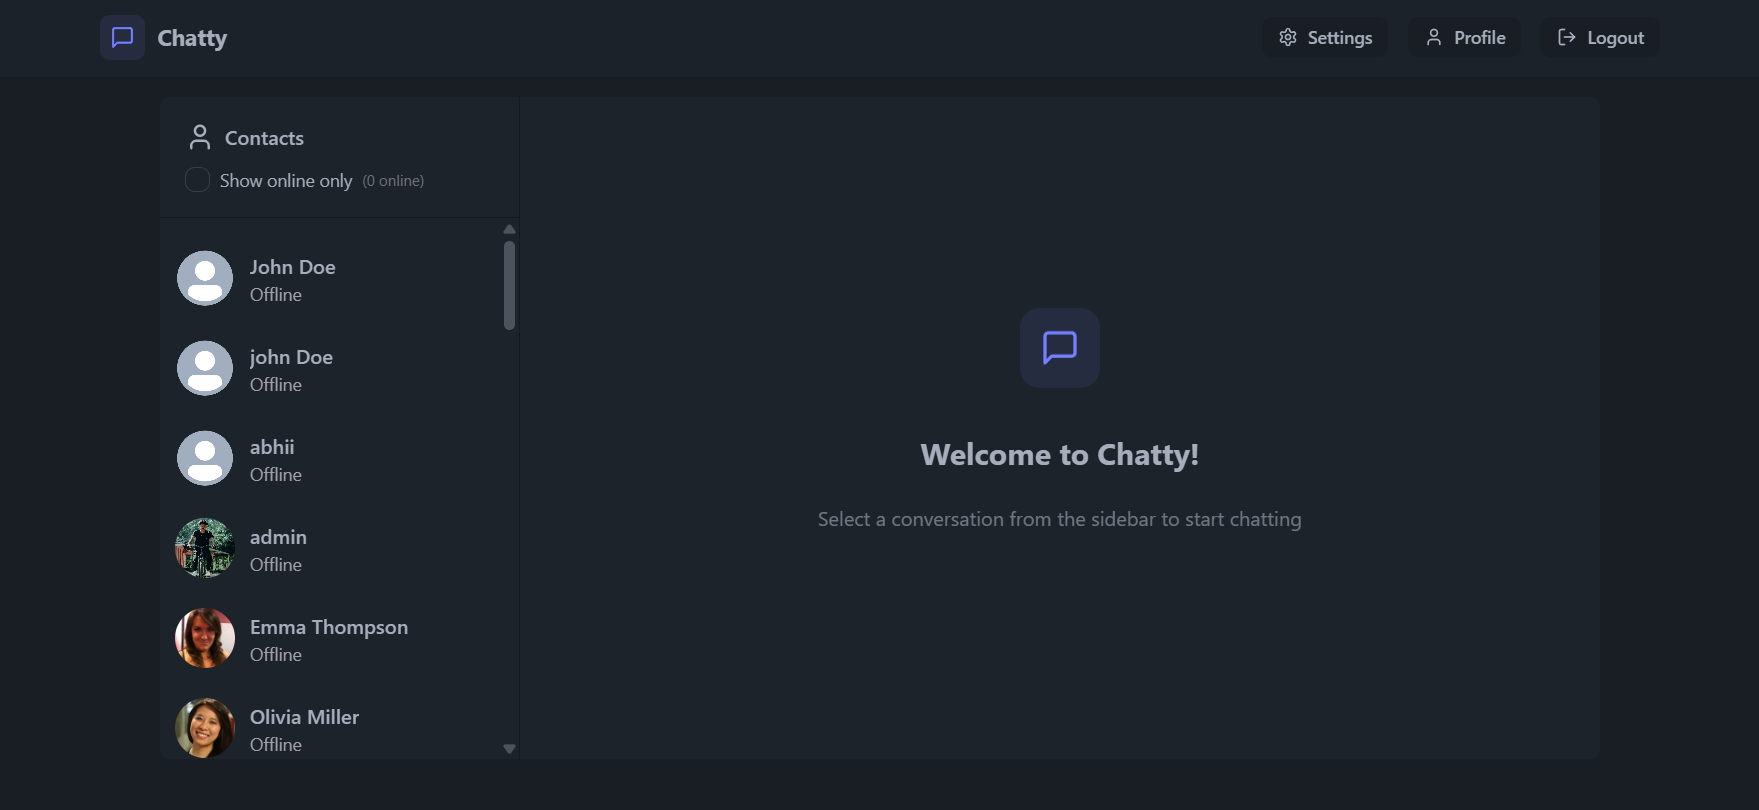 Chatty
Settings
Profile
Logout
Contacts
Show online only (0 online)
John Doe
Offline
john Doe
Offline
abhii
Offline
admin
Offline
Emma Thompson
Offline
Olivia Miller
Offline
Welcome to Chatty!
Select a conversation from the sidebar to start chatting